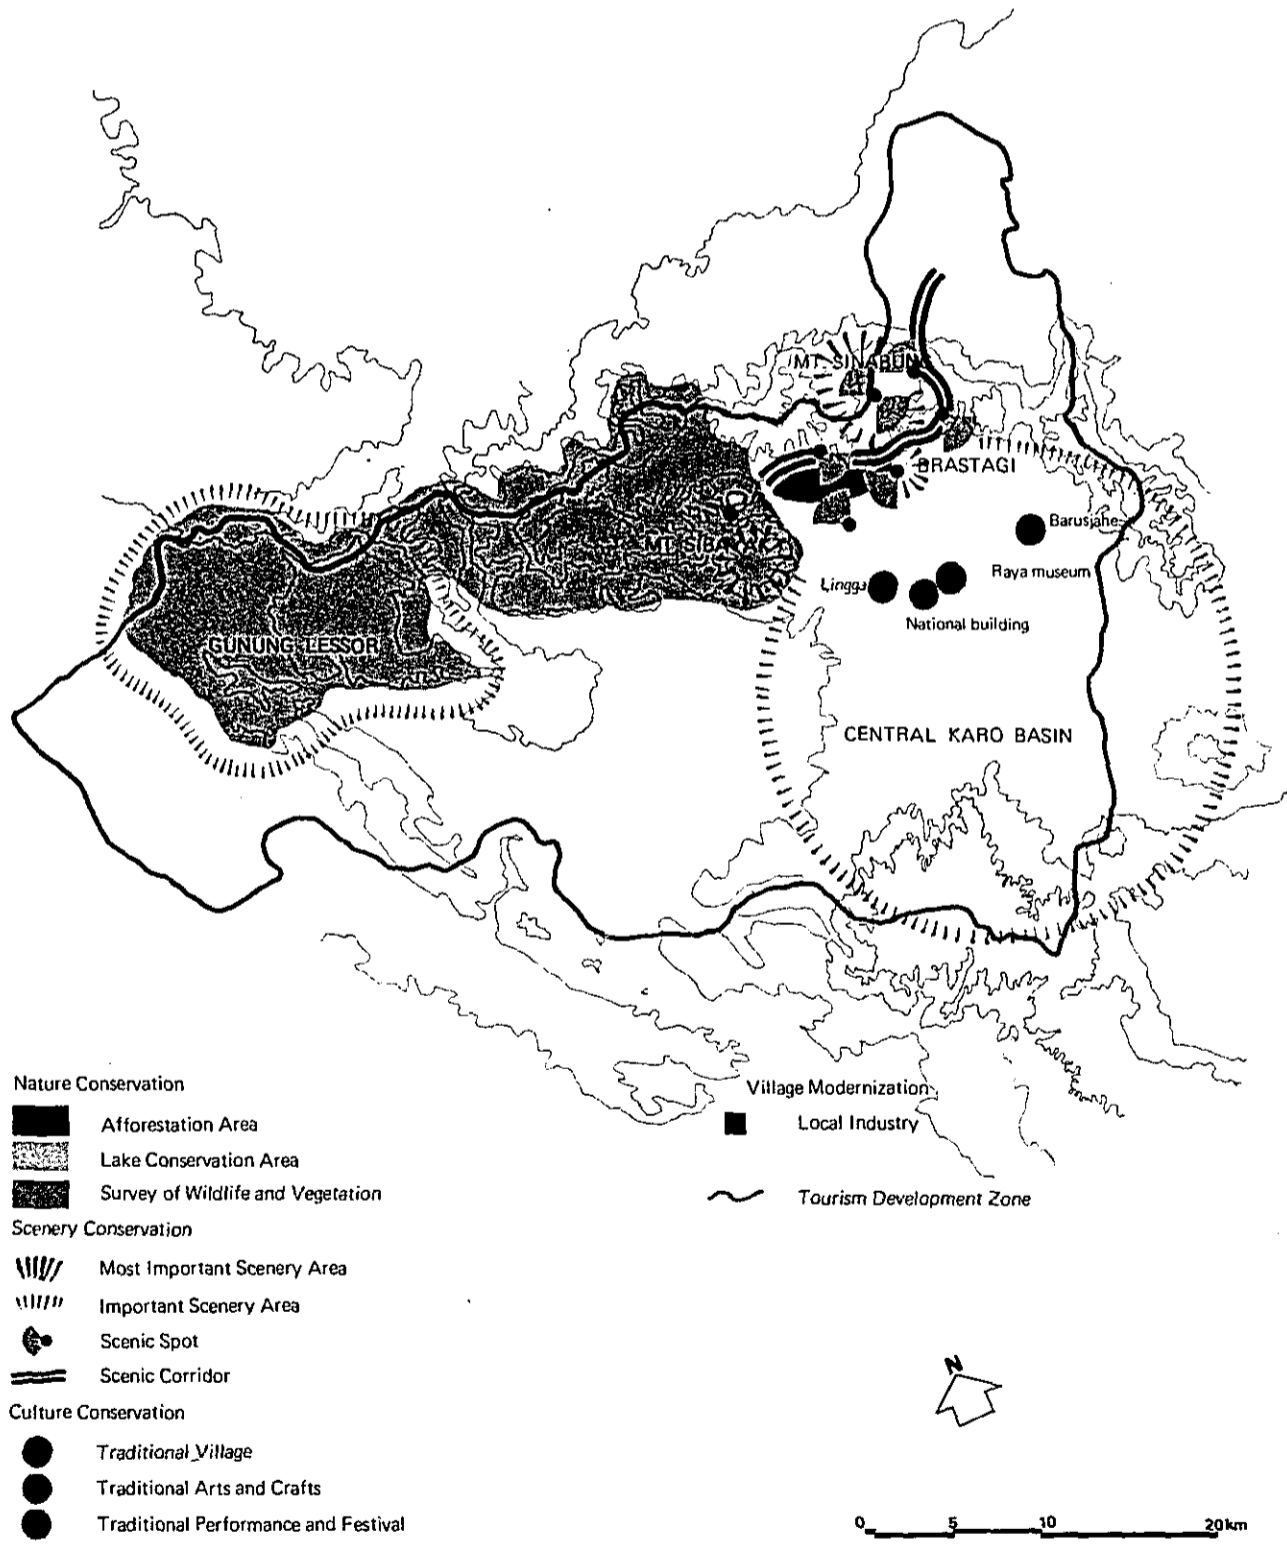 MT. SINABUN
BRASTAGI
Barusjahe
MT. SIBAYAK
Lingga
Raya museum
National building
GUNUNG LESSOR
CENTRAL KARO BASIN
Nature Conservation
Afforestation Area
Lake Conservation Area
Survey of Wildlife and Vegetation
Scenery Conservation
Most Important Scenery Area
Important Scenery Area
Scenic Spot
Scenic Corridor
Culture Conservation
Traditional Village
Traditional Arts and Crafts
Traditional Performance and Festival
Village Modernization
Local Industry
Tourism Development Zone
N
0 5 10 20 km